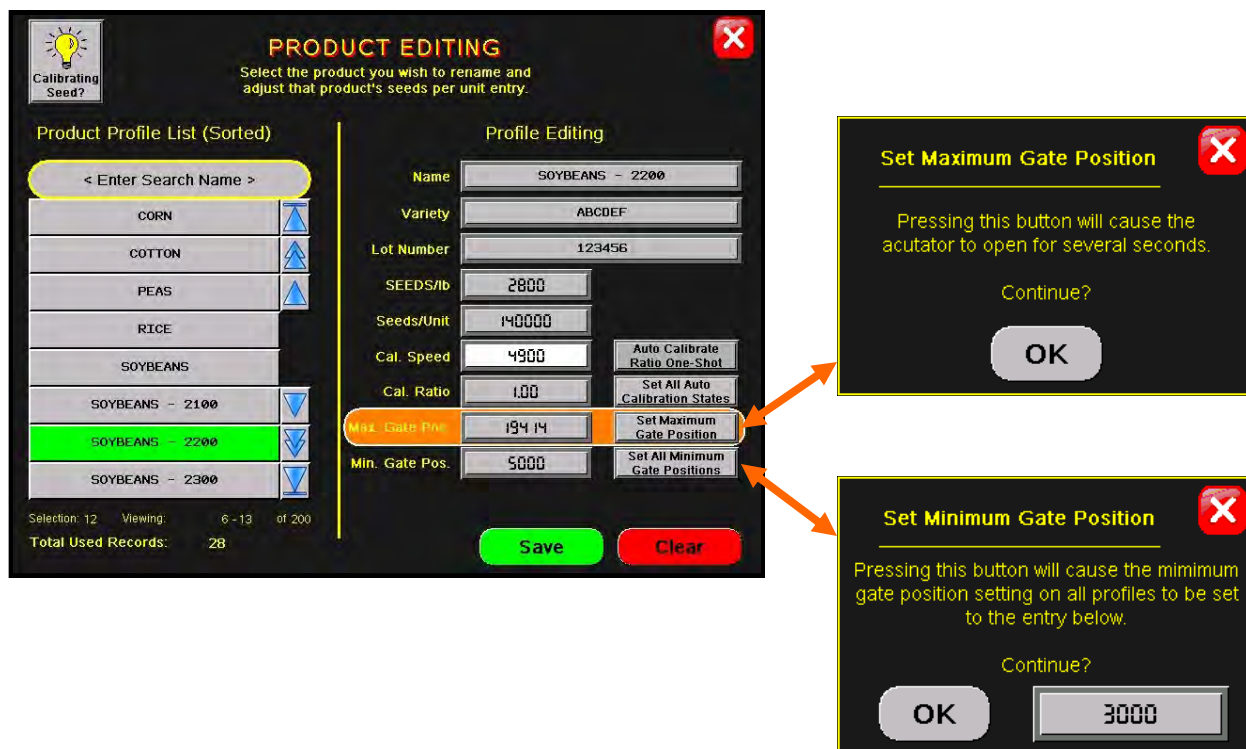 Calibrating
Seed?
PRODUCT EDITING
Select the product you wish to rename and
adjust that product's seeds per unit entry.
Product Profile List (Sorted)
< Enter Search Name >
CORN
COTTON
PEAS
RICE
SOYBEANS
SOYBEANS - 2100
SOYBEANS - 2200
SOYBEANS - 2300
Selection: 12 Viewing: 6 - 13 of 200
Total Used Records: 28
Profile Editing
Name SOYBEANS - 2200
Variety ABCDEF
Lot Number 123456
SEEDS/lb 2800
Seeds/Unit 140000
Cal. Speed 4900
Auto Calibrate
Ratio One-Shot
Cal. Ratio 1.00
Set All Auto
Calibration States
Max. Gate Pos. 19414
Set Maximum
Gate Position
Min. Gate Pos. 5000
Set All Minimum
Gate Positions
Save Clear
Set Maximum Gate Position
Pressing this button will cause the
acutator to open for several seconds.
Continue?
OK
Set Minimum Gate Position
Pressing this button will cause the mimimum
gate position setting on all profiles to be set
to the entry below.
Continue?
OK 3000